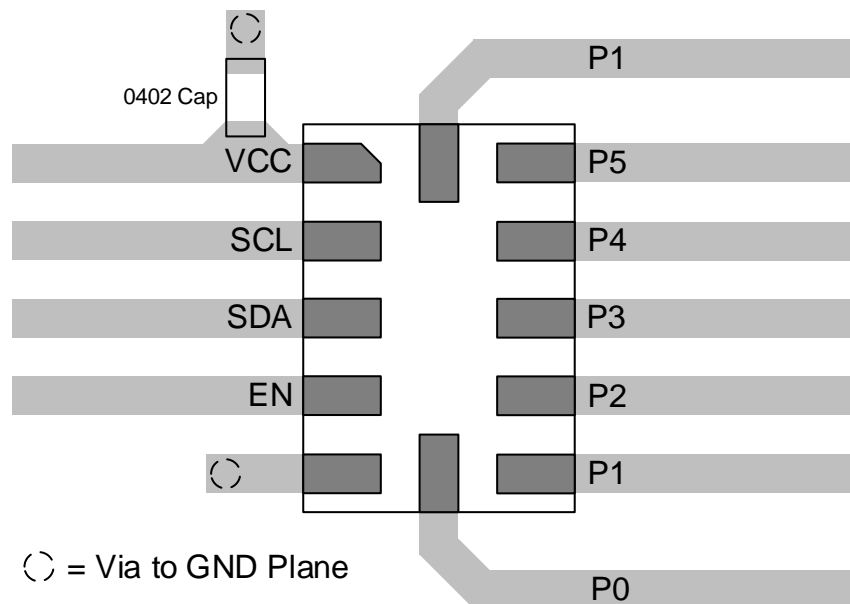 P1
0402 Cap
VCC
P5
SCL
P4
SDA
P3
EN
P2
P1
= Via to GND Plane
P0